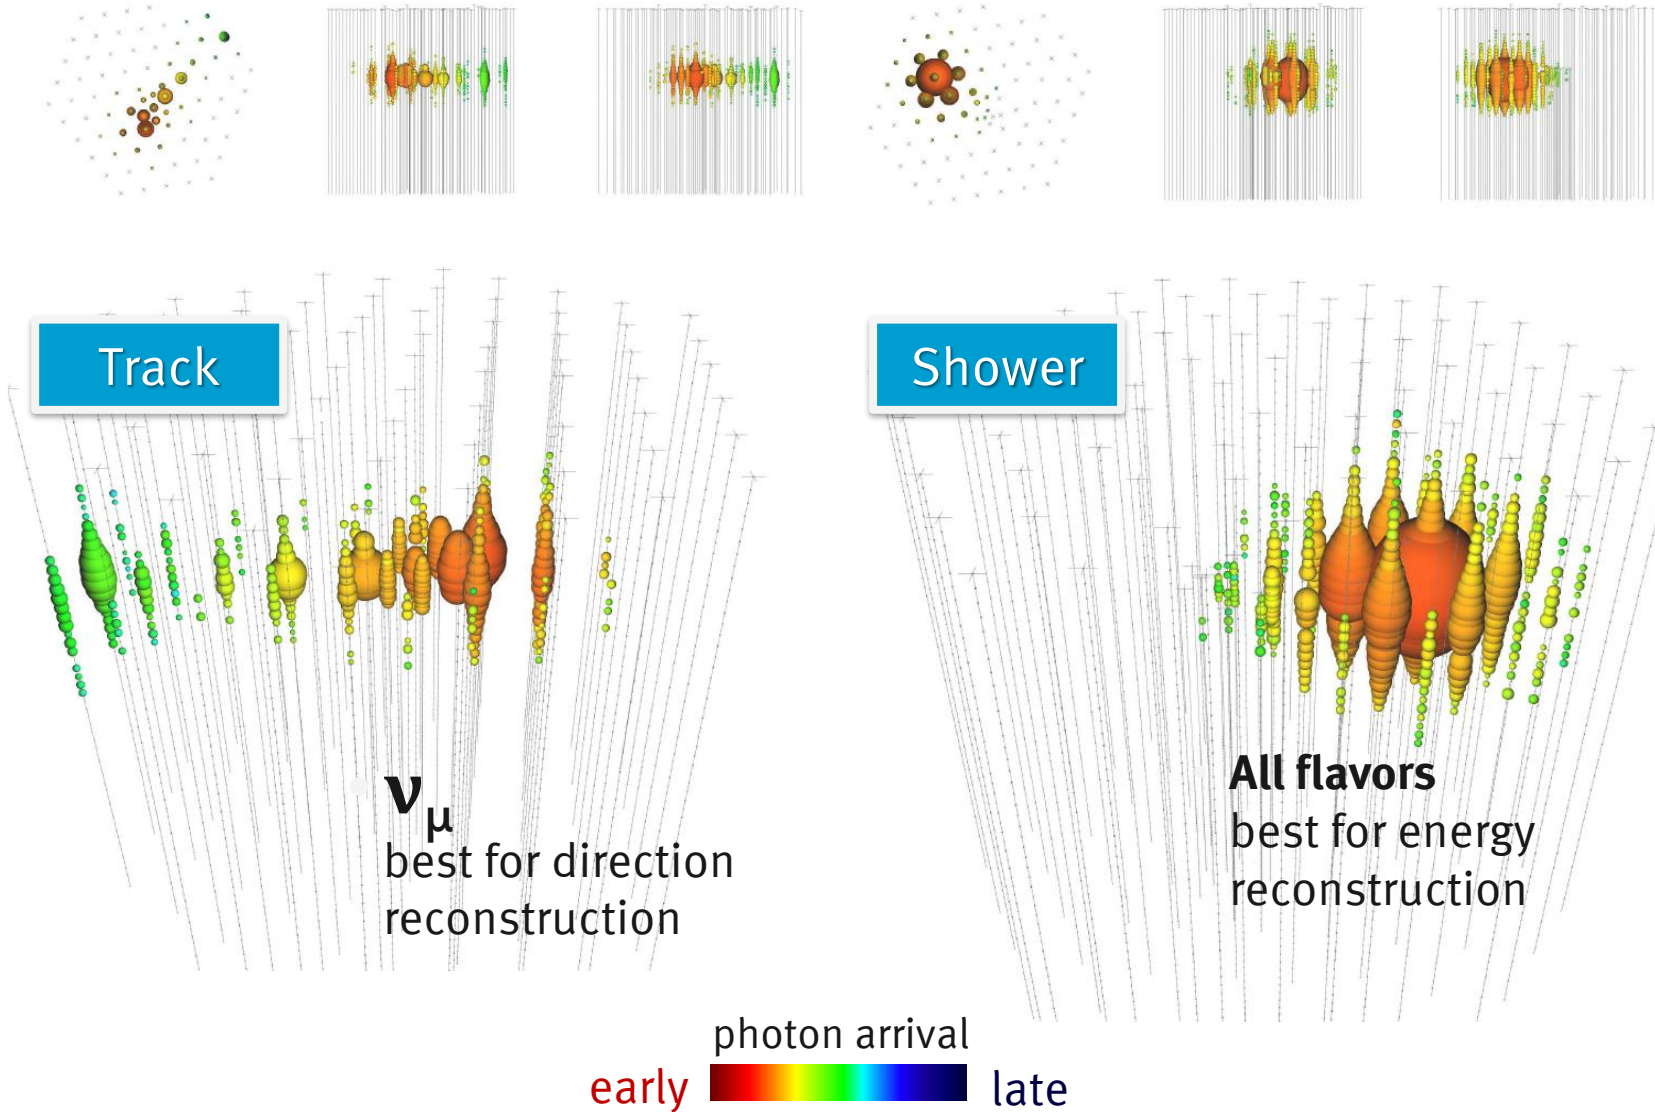 Track
Shower
νμ
best for direction
reconstruction
All flavors
best for energy
reconstruction
photon arrival
early
late